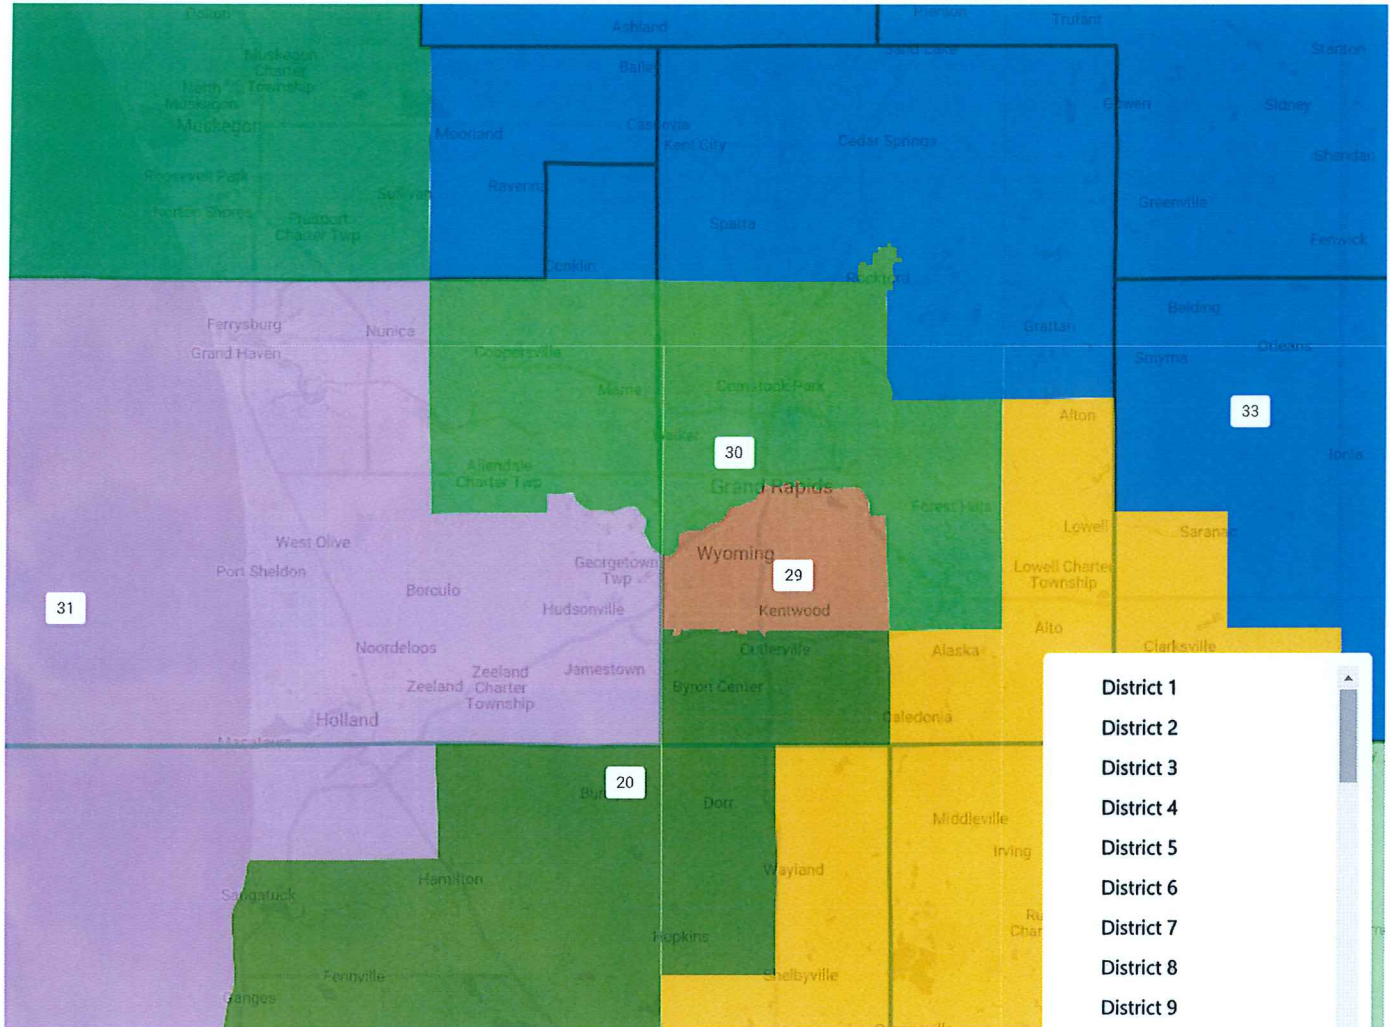 Dalton
Ashland
Pierson
Trufant
Muskegon
Charter
Township
Sand Lake
Stanton
North
Muskegon
Bailey
Gowen
Sidney
Muskegon
Moorland
Casnovia
Kent City
Cedar Springs
Sheridan
Roosevelt Park
Sullivan
Ravenna
Norton Shores
Fruitport
Charter Twp
Sparta
Greenville
Fenwick
Conklin
Rockford
Belding
Ferrysburg
Nunica
Grattan
Grand Haven
Coopersville
Smyrna
Orleans
Marne
Comstock Park
Alton
33
Walker
30
Ionia
Allendale
Charter Twp
Grand Rapids
Forest Hills
Lowell
Saranac
West Olive
Wyoming
Port Sheldon
Georgetown
Twp
29
Lowell Charter
Township
Borculo
31
Hudsonville
Kentwood
Alto
Noordeloos
Cutlerville
Alaska
Clarksville
Zeeland
Zeeland
Charter
Township
Jamestown
Byron Center
Holland
Caledonia
Macatawa
20
Dorr
Middleville
Irving
Wayland
Hamilton
Saugatuck
Hopkins
Fennville
Shelbyville
Ganges
District 1
District 2
District 3
District 4
District 5
District 6
District 7
District 8
District 9